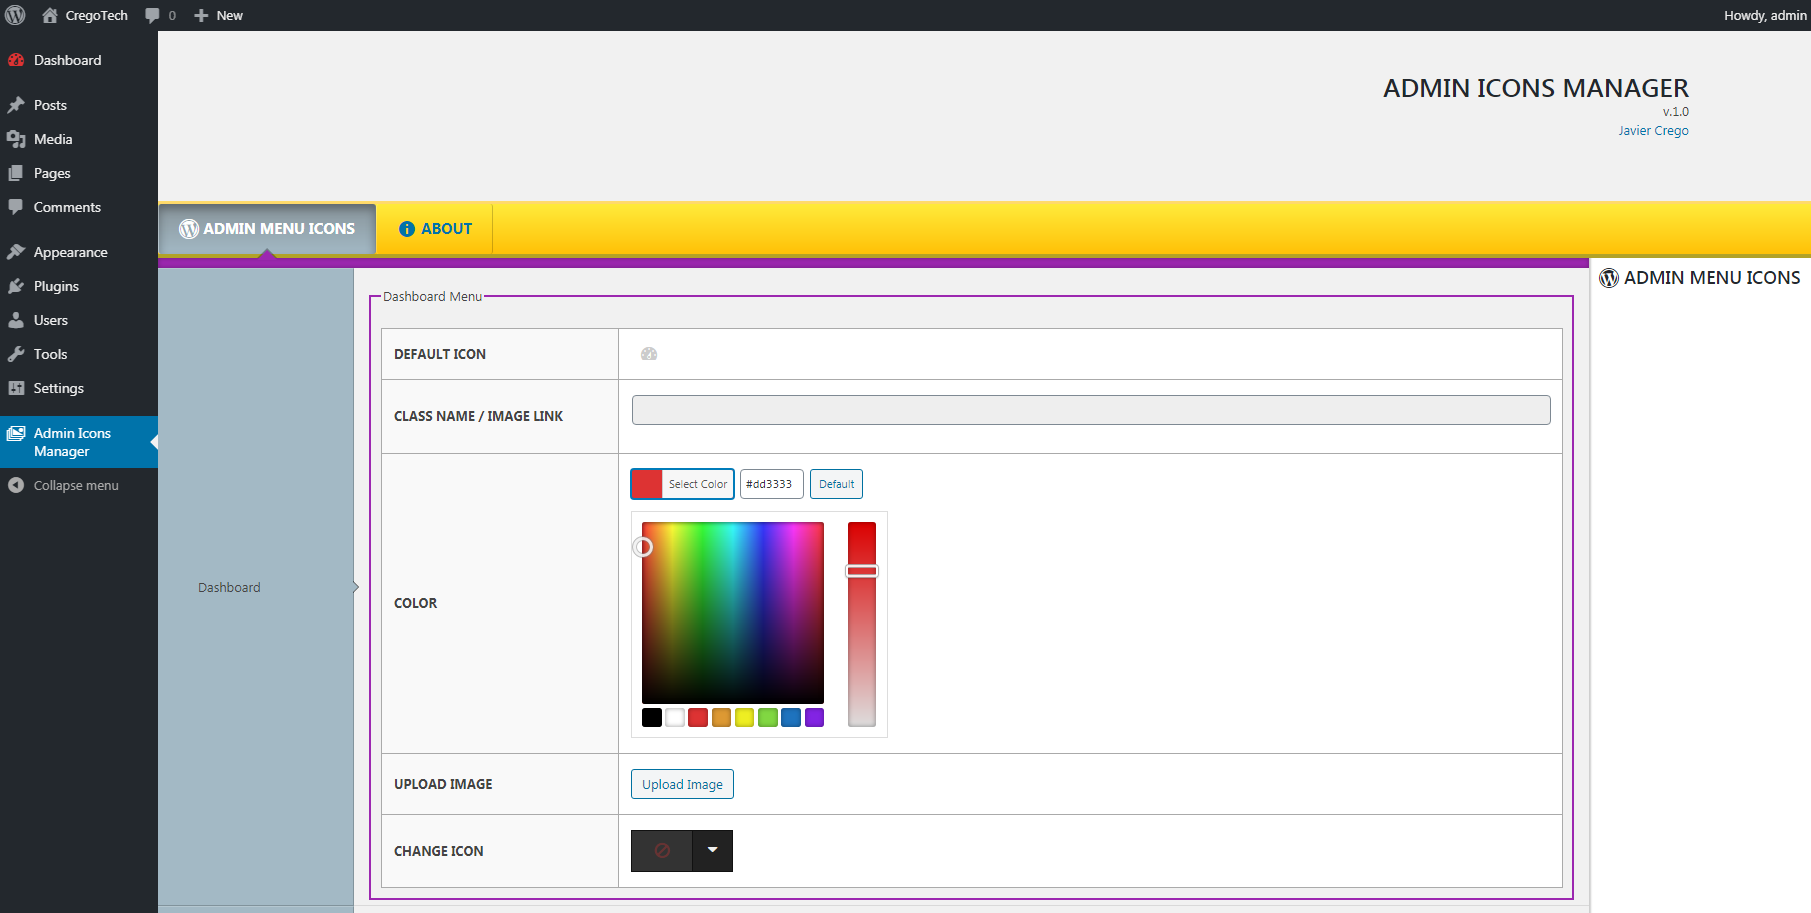 CregoTech
0
New
Howdy, admin
Dashboard
Posts
Media
Pages
Comments
Appearance
Plugins
Users
Tools
Settings
Admin Icons
Manager
Collapse menu
ADMIN ICONS MANAGER
v.1.0
Javier Crego
ADMIN MENU ICONS
ABOUT
ADMIN MENU ICONS
Dashboard
Dashboard Menu
DEFAULT ICON
CLASS NAME / IMAGE LINK
COLOR
Select Color
#dd3333
Default
UPLOAD IMAGE
Upload Image
CHANGE ICON